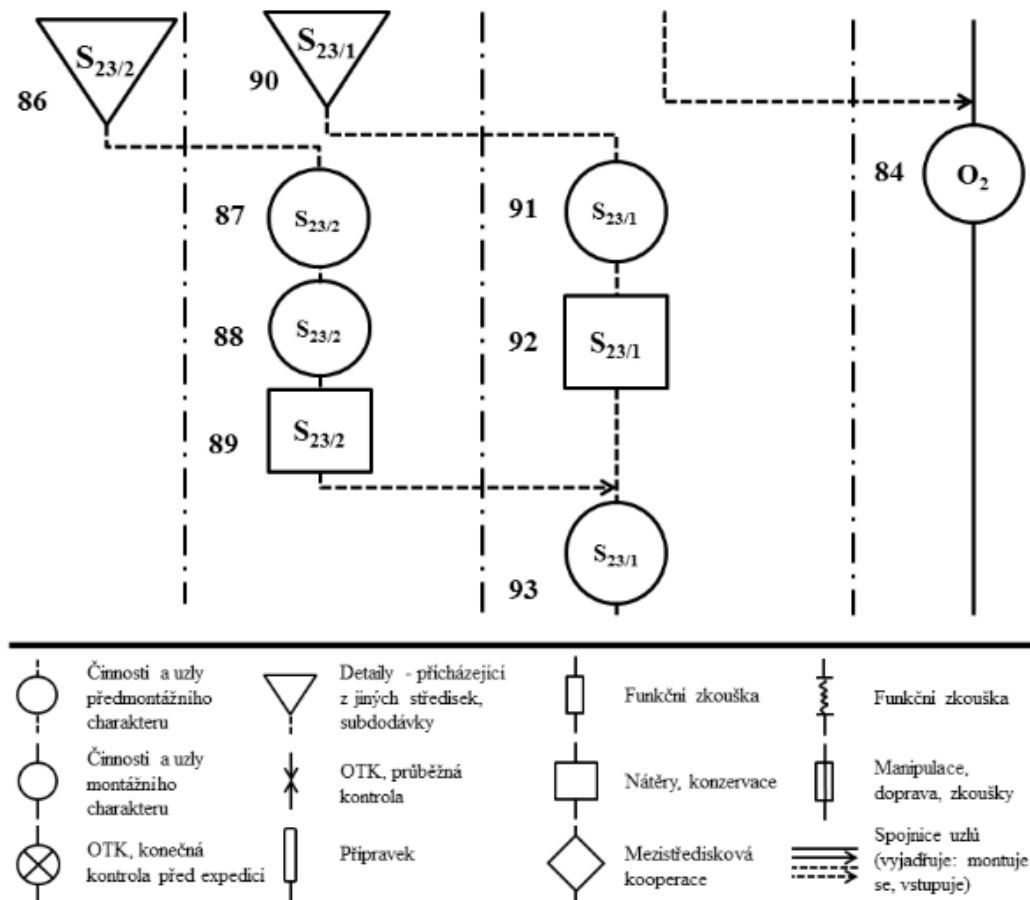 S23/2
S23/1
86
90
84
O2
87
S23/2
91
S23/1
88
S23/2
92
S23/1
89
S23/2
93
S23/1
Činnosti a uzly
předmontážního
charakteru
Detaily - přícházející
z jiných středisek,
subdodávky
Funkční zkouška
Funkční zkouška
Činnosti a uzly
montážního
charakteru
OTK, průběžná
kontrola
Nátěry, konzervace
Manipulace,
doprava, zkoušky
OTK, konečná
kontrola před expedicí
Přípravek
Mezistředisková
kooperace
Spojnice uzlů
(vyjadřuje: montuje
se, vstupuje)